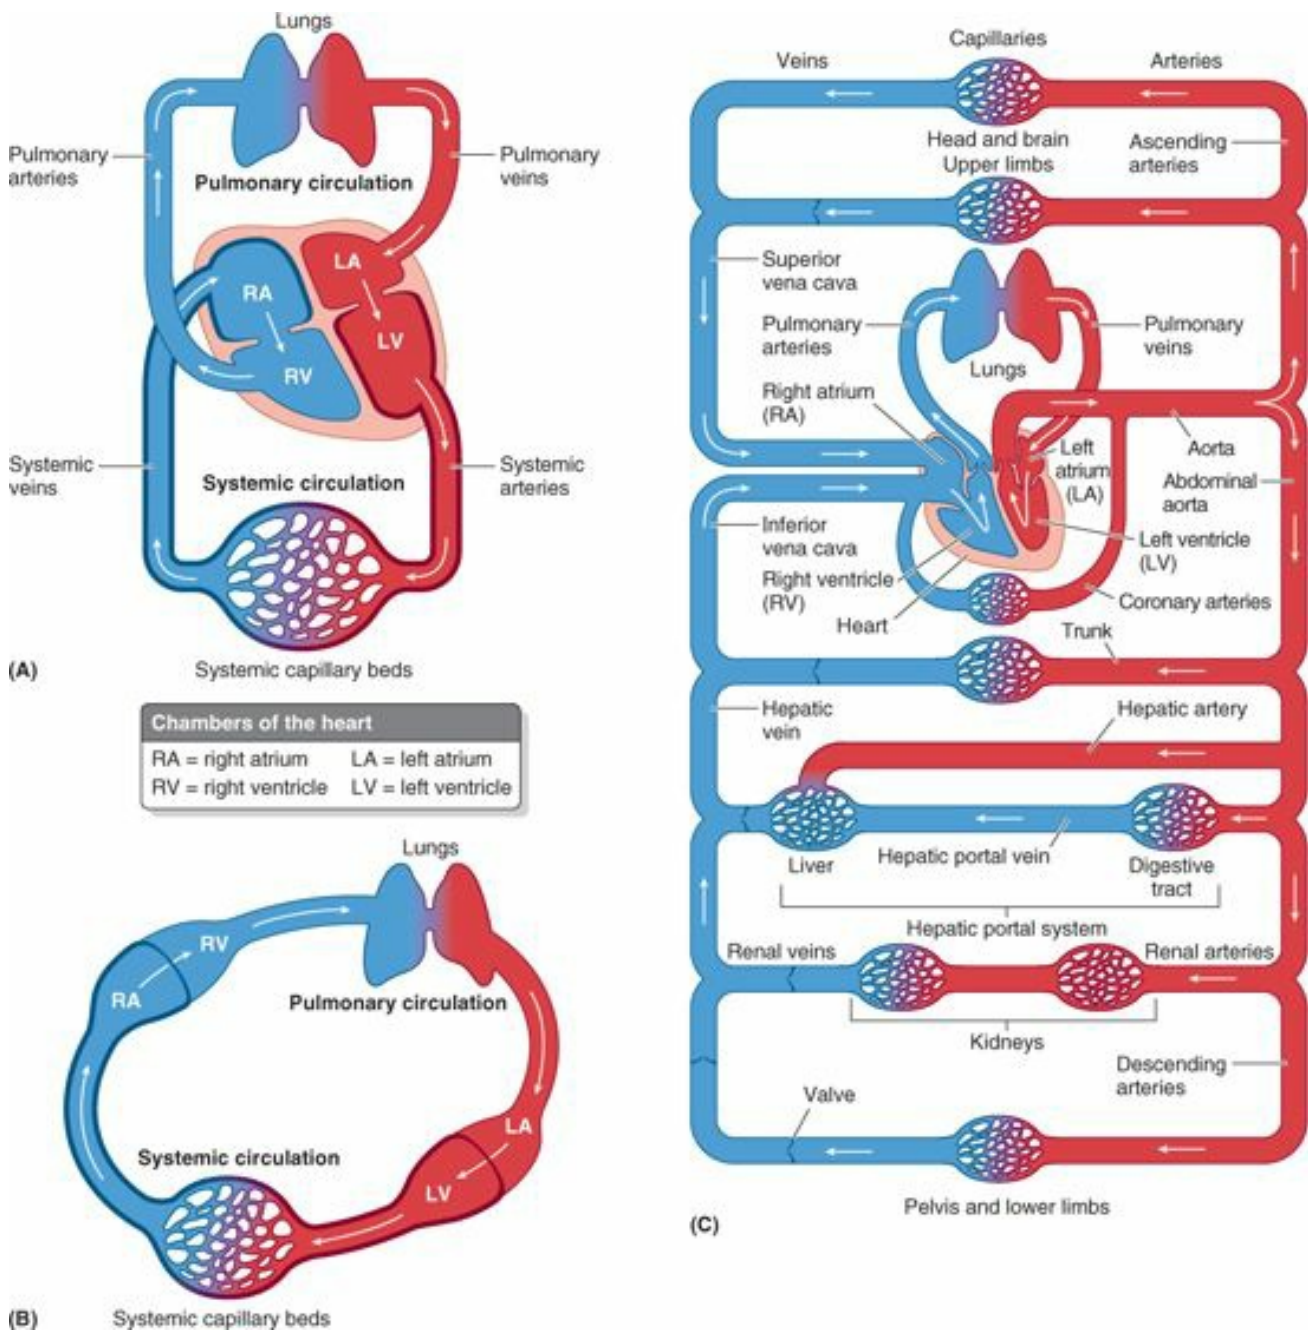 Lungs
Pulmonary
arteries
Pulmonary
veins
Pulmonary circulation
LA
RA
LV
RV
Systemic
veins
Systemic
arteries
Systemic circulation
Systemic capillary beds
(A)
Chambers of the heart
RA = right atrium LA = left atrium
RV = right ventricle LV = left ventricle
Lungs
RV
RA
Pulmonary circulation
LA
LV
Systemic circulation
Systemic capillary beds
(B)
Capillaries
Veins
Arteries
Head and brain
Upper limbs
Ascending
arteries
Superior
vena cava
Pulmonary
arteries
Pulmonary
veins
Lungs
Right atrium
(RA)
Left
atrium
(LA)
Aorta
Abdominal
aorta
Inferior
vena cava
Left ventricle
(LV)
Right ventricle
(RV)
Heart
Coronary arteries
Trunk
Hepatic
vein
Hepatic artery
Liver
Hepatic portal vein
Digestive
tract
Hepatic portal system
Renal veins
Renal arteries
Kidneys
Descending
arteries
Valve
Pelvis and lower limbs
(C)